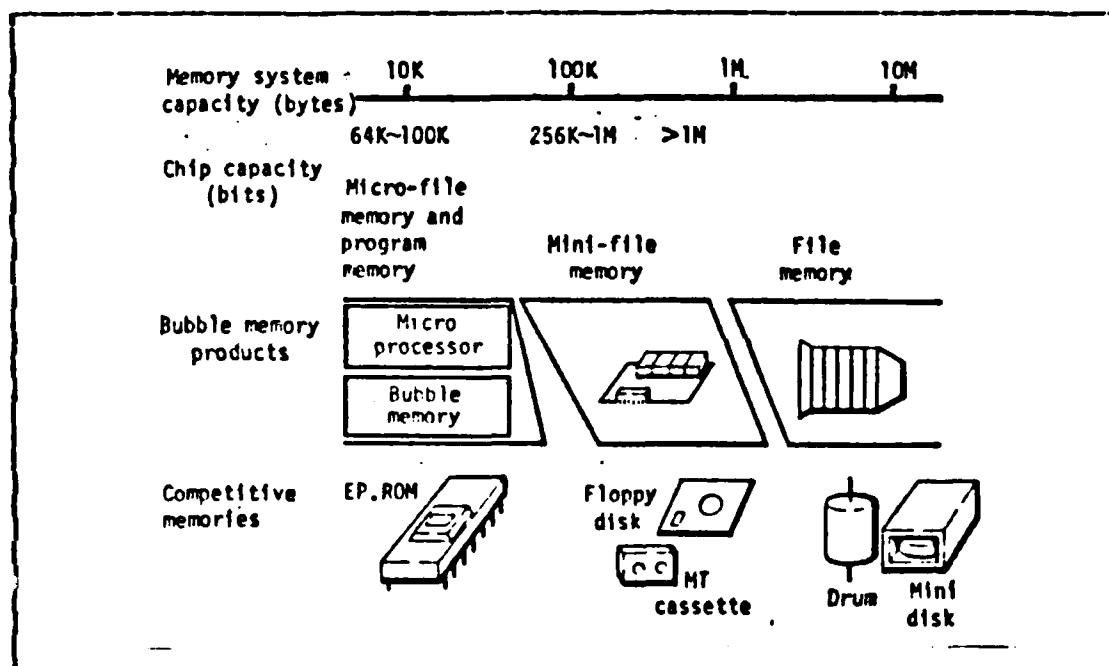 Memory system
capacity (bytes)
10K 100K 1M 10M
64K~100K 256K~1M >1M
Chip capacity
(bits)
Micro-file
memory and
program
memory
Mini-file
memory
File
memory
Bubble memory
products
Micro
processor
Bubble
memory
Competitive
memories
EP.ROM
Floppy
disk
MT
cassette
Drum
Mini
disk